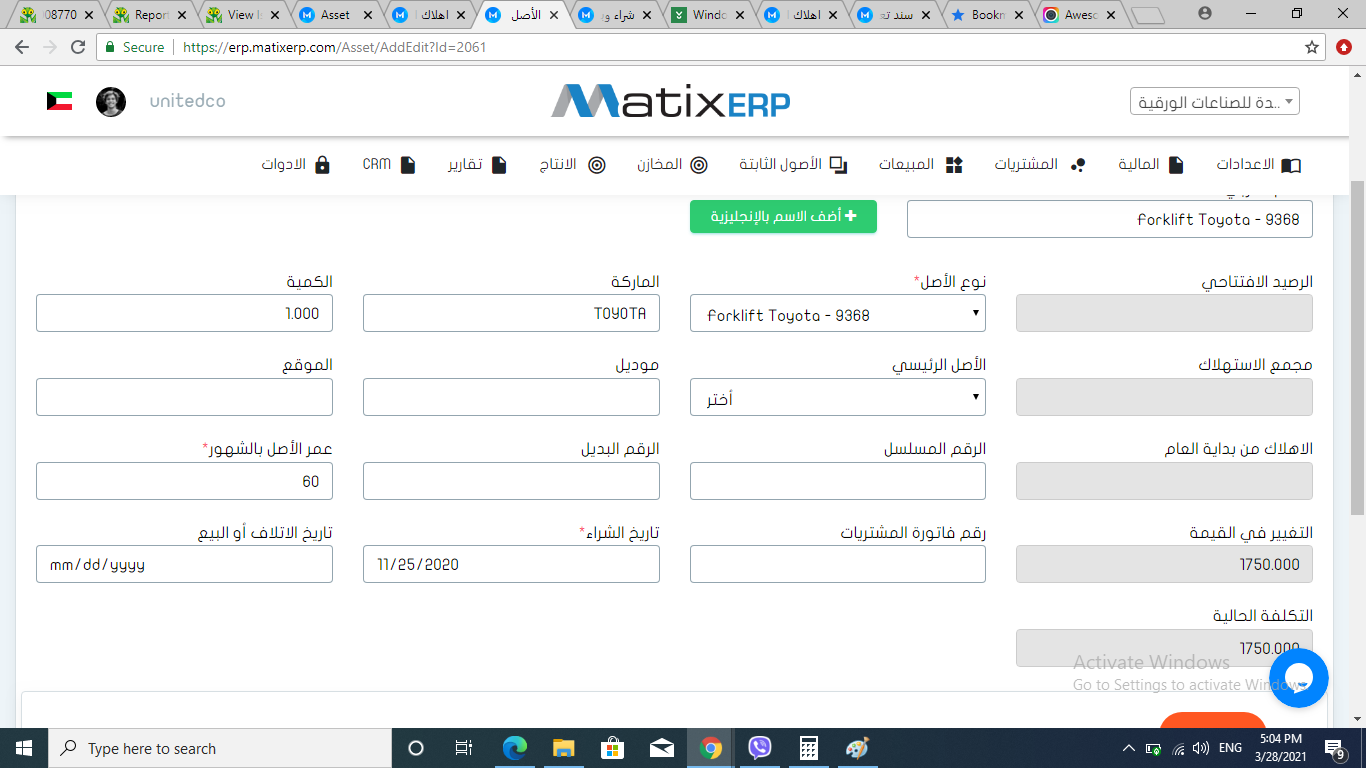 08770
Report
View Is
Asset
اهلاك
الأصل
شراء و
Windo
اهلاك
سند تح
Bookm
Aweso
Secure
https://erp.matixerp.com/Asset/AddEdit?Id=2061
unitedco
MatixERP
دة للصناعات الورقية..
الاعدادات
المالية
المشتريات
المبيعات
الأصول الثابتة
المخازن
الانتاج
تقارير
CRM
الادوات
Forklift Toyota - 9368
+ أضف الاسم بالإنجليزية
الرصيد الافتتاحي
نوع الأصل*
الماركة
الكمية
Forklift Toyota - 9368
TOYOTA
1.000
مجمع الاستهلاك
الأصل الرئيسي
موديل
الموقع
أختر
الاهلاك من بداية العام
الرقم المسلسل
الرقم البديل
عمر الأصل بالشهور*
60
التغيير في القيمة
رقم فاتورة المشتريات
تاريخ الشراء*
تاريخ الاتلاف أو البيع
1750.000
11/25/2020
mm/dd/yyyy
التكلفة الحالية
1750.000
Activate Windows
Go to Settings to activate Windows.
Type here to search
ENG
5:04 PM
3/28/2021
9